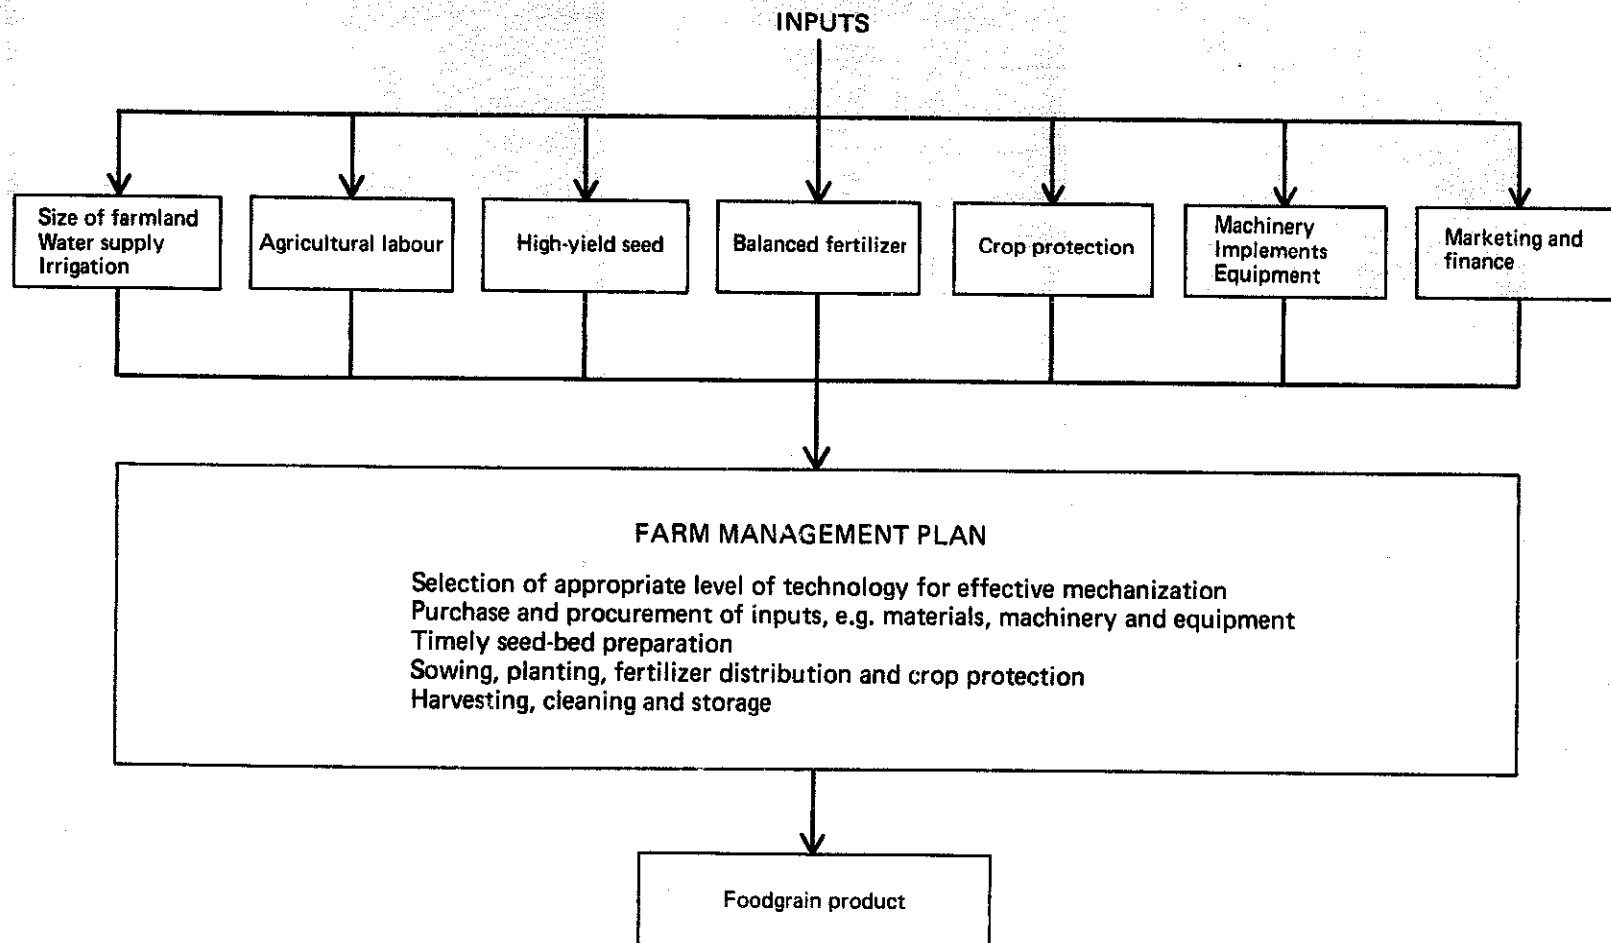 INPUTS
Size of farmland
Water supply
Irrigation
Agricultural labour
High-yield seed
Balanced fertilizer
Crop protection
Machinery
Implements
Equipment
Marketing and
finance
FARM MANAGEMENT PLAN
Selection of appropriate level of technology for effective mechanization
Purchase and procurement of inputs, e.g. materials, machinery and equipment
Timely seed-bed preparation
Sowing, planting, fertilizer distribution and crop protection
Harvesting, cleaning and storage
Foodgrain product